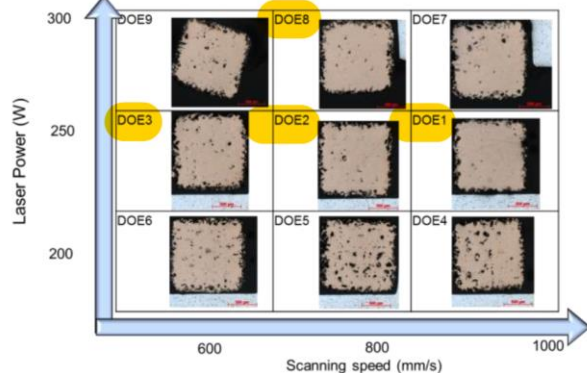 300
DOE9
DOE8
DOE7
Laser Power (W)
250
DOE3
DOE2
DOE1
200
DOE6
DOE5
DOE4
600
800
1000
Scanning speed (mm/s)